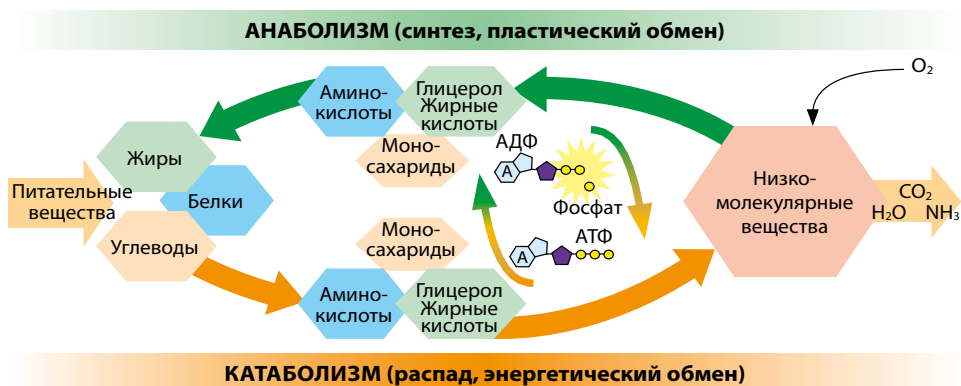 АНАБОЛИЗМ (синтез, пластический обмен)
O₂
Амино-
кислоты
Глицерол
Жирные
кислоты
Моно-
сахариды
АДФ
А
Фосфат
Жиры
Белки
Углеводы
Питательные
вещества
Низко-
молекулярные
вещества
CO₂
H₂O NH₃
Моно-
сахариды
АТФ
А
Амино-
кислоты
Глицерол
Жирные
кислоты
КАТАБОЛИЗМ (распад, энергетический обмен)